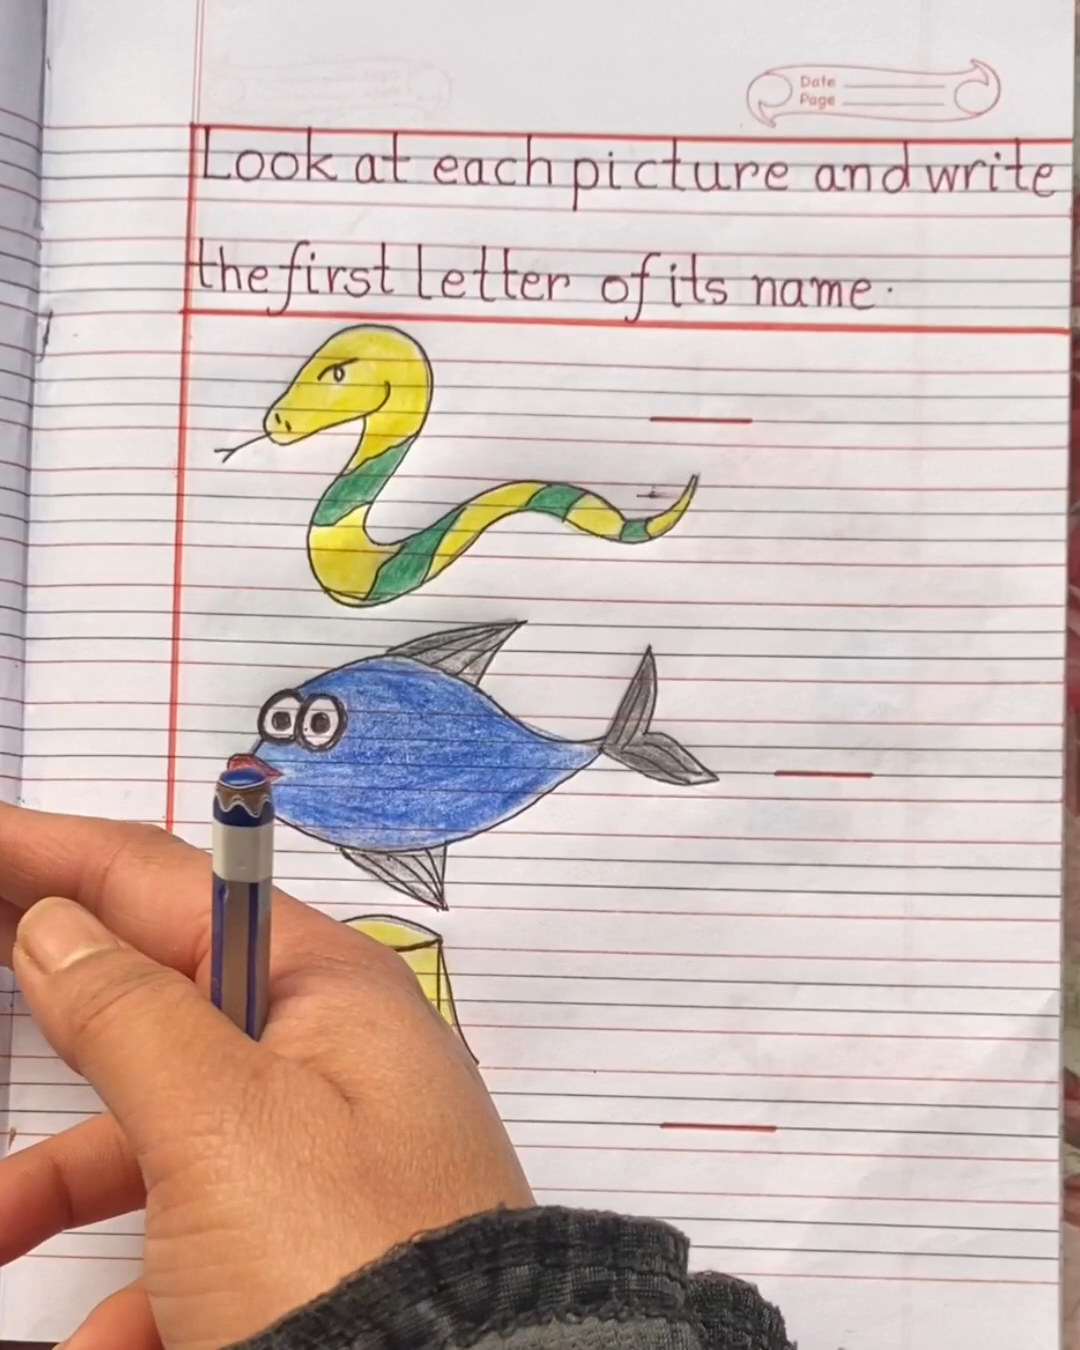 Date
Page
Look at each picture and write
the first letter of its name.